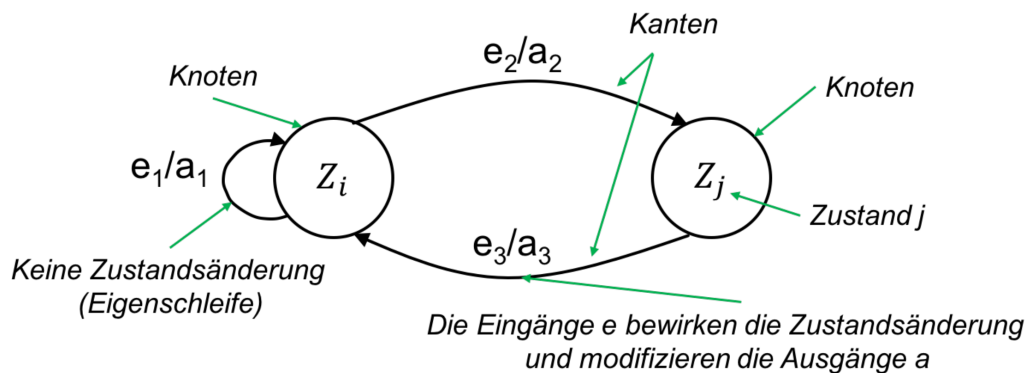 Kanten
e₂/a₂
Knoten
Knoten
e₁/a₁
Zᵢ
Zⱼ
Zustand j
e₃/a₃
Keine Zustandsänderung
(Eigenschleife)
Die Eingänge e bewirken die Zustandsänderung
und modifizieren die Ausgänge a